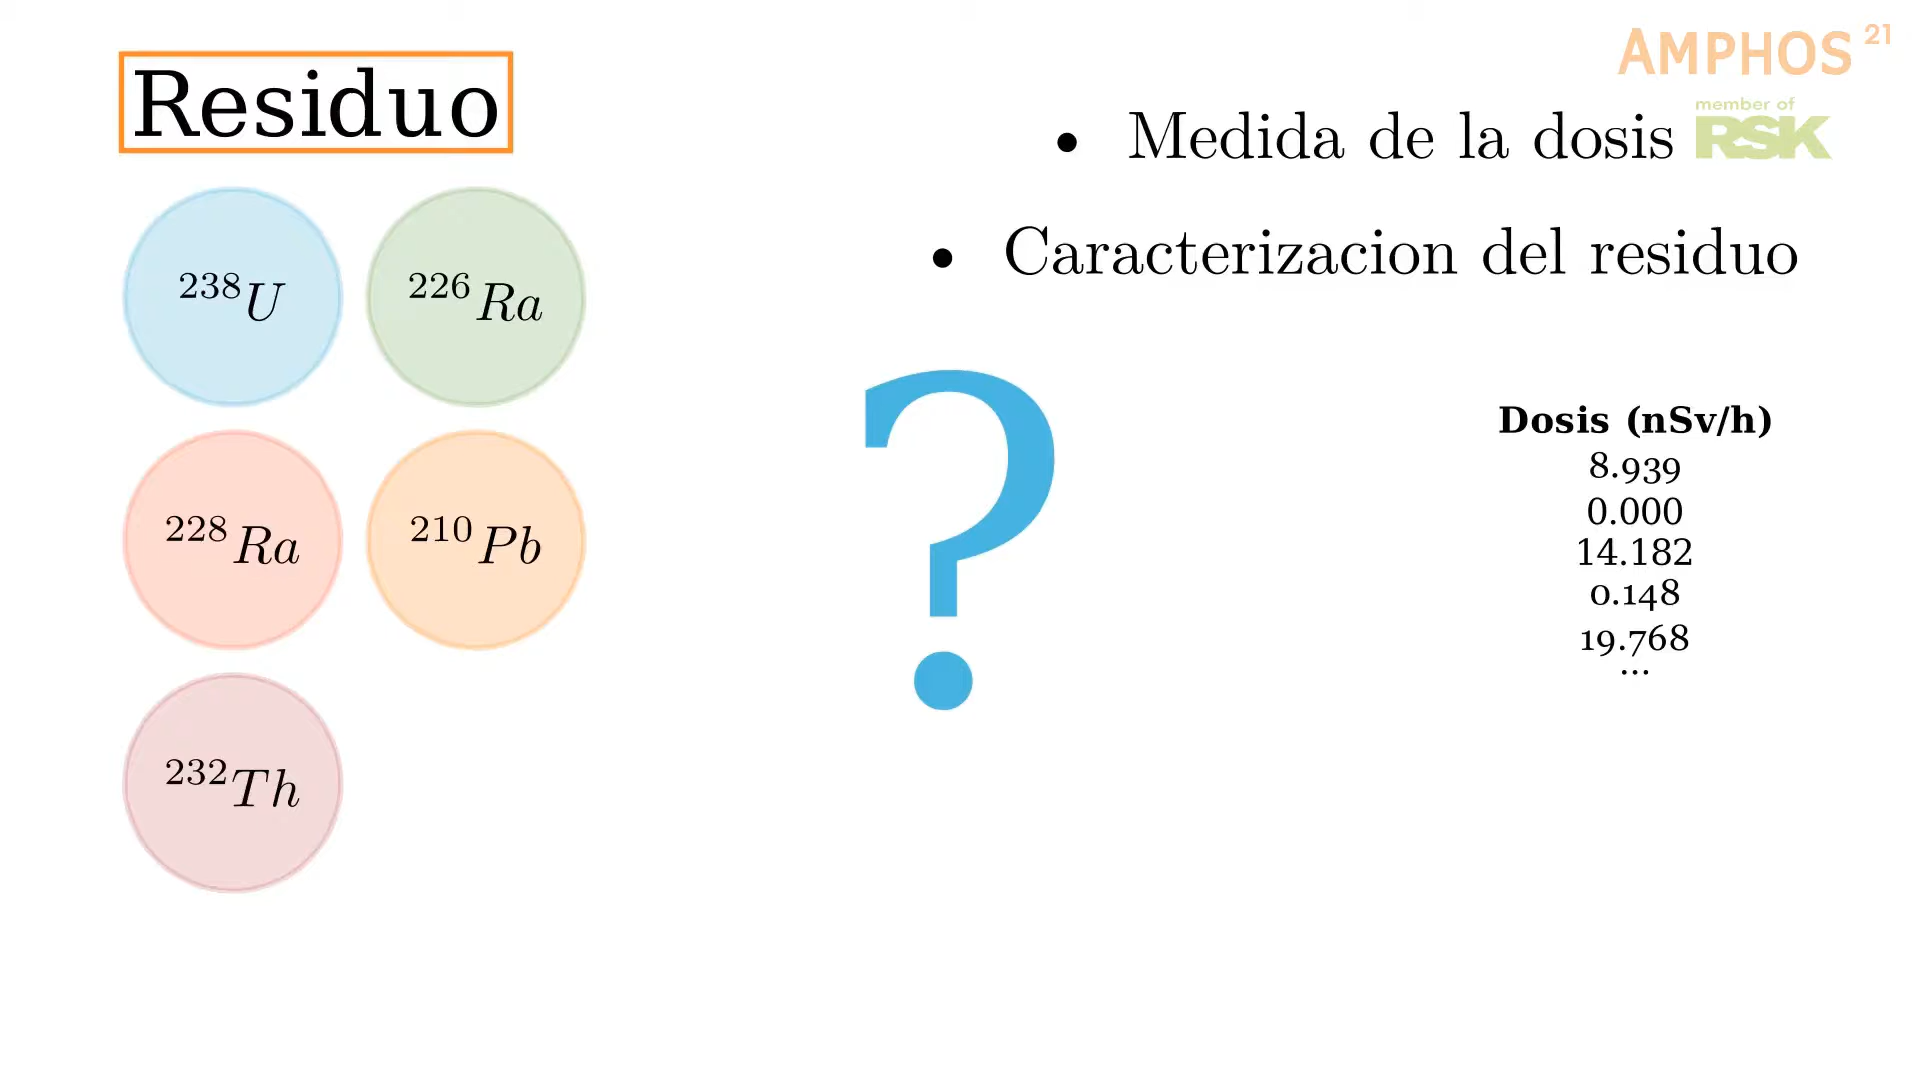 Residuo
AMPHOS 21
member of
RSK
• Medida de la dosis
• Caracterizacion del residuo
²³⁸U
²²⁶Ra
²²⁸Ra
²¹⁰Pb
²³²Th
?
Dosis (nSv/h)
8.939
0.000
14.182
0.148
19.768
...